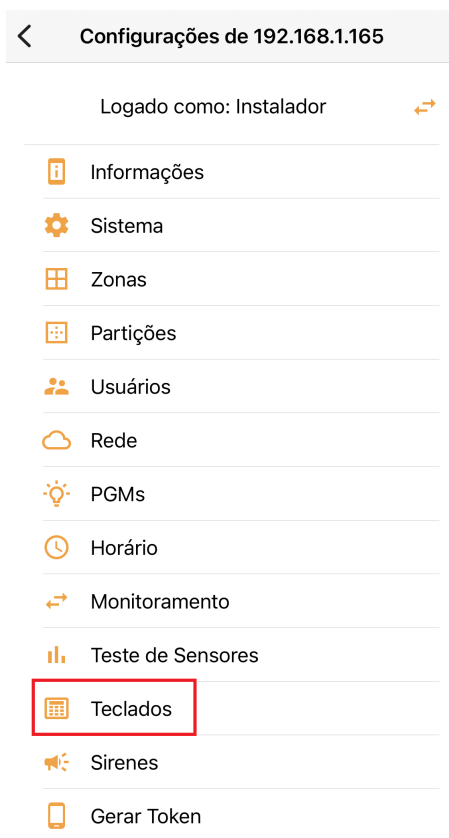 Configurações de 192.168.1.165
Logado como: Instalador
Informações
Sistema
Zonas
Partições
Usuários
Rede
PGMs
Horário
Monitoramento
Teste de Sensores
Teclados
Sirenes
Gerar Token